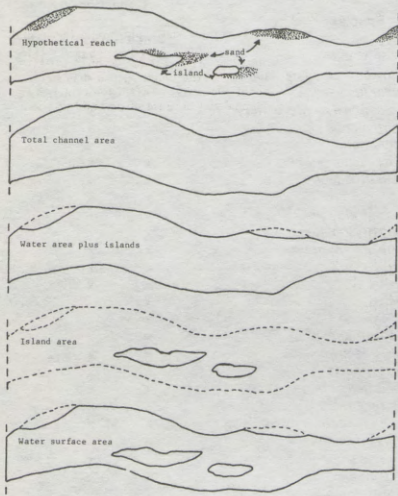 Hypothetical reach
sand
island
Total channel area
Water area plus islands
Island area
Water surface area